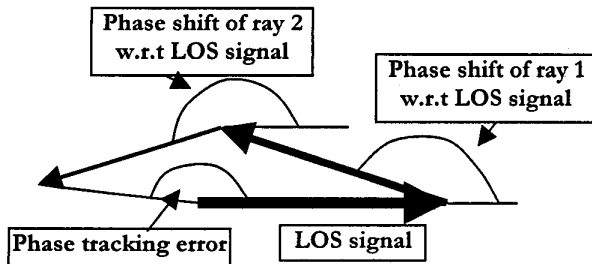 Phase shift of ray 2
w.r.t LOS signal
Phase shift of ray 1
w.r.t LOS signal
Phase tracking error
LOS signal